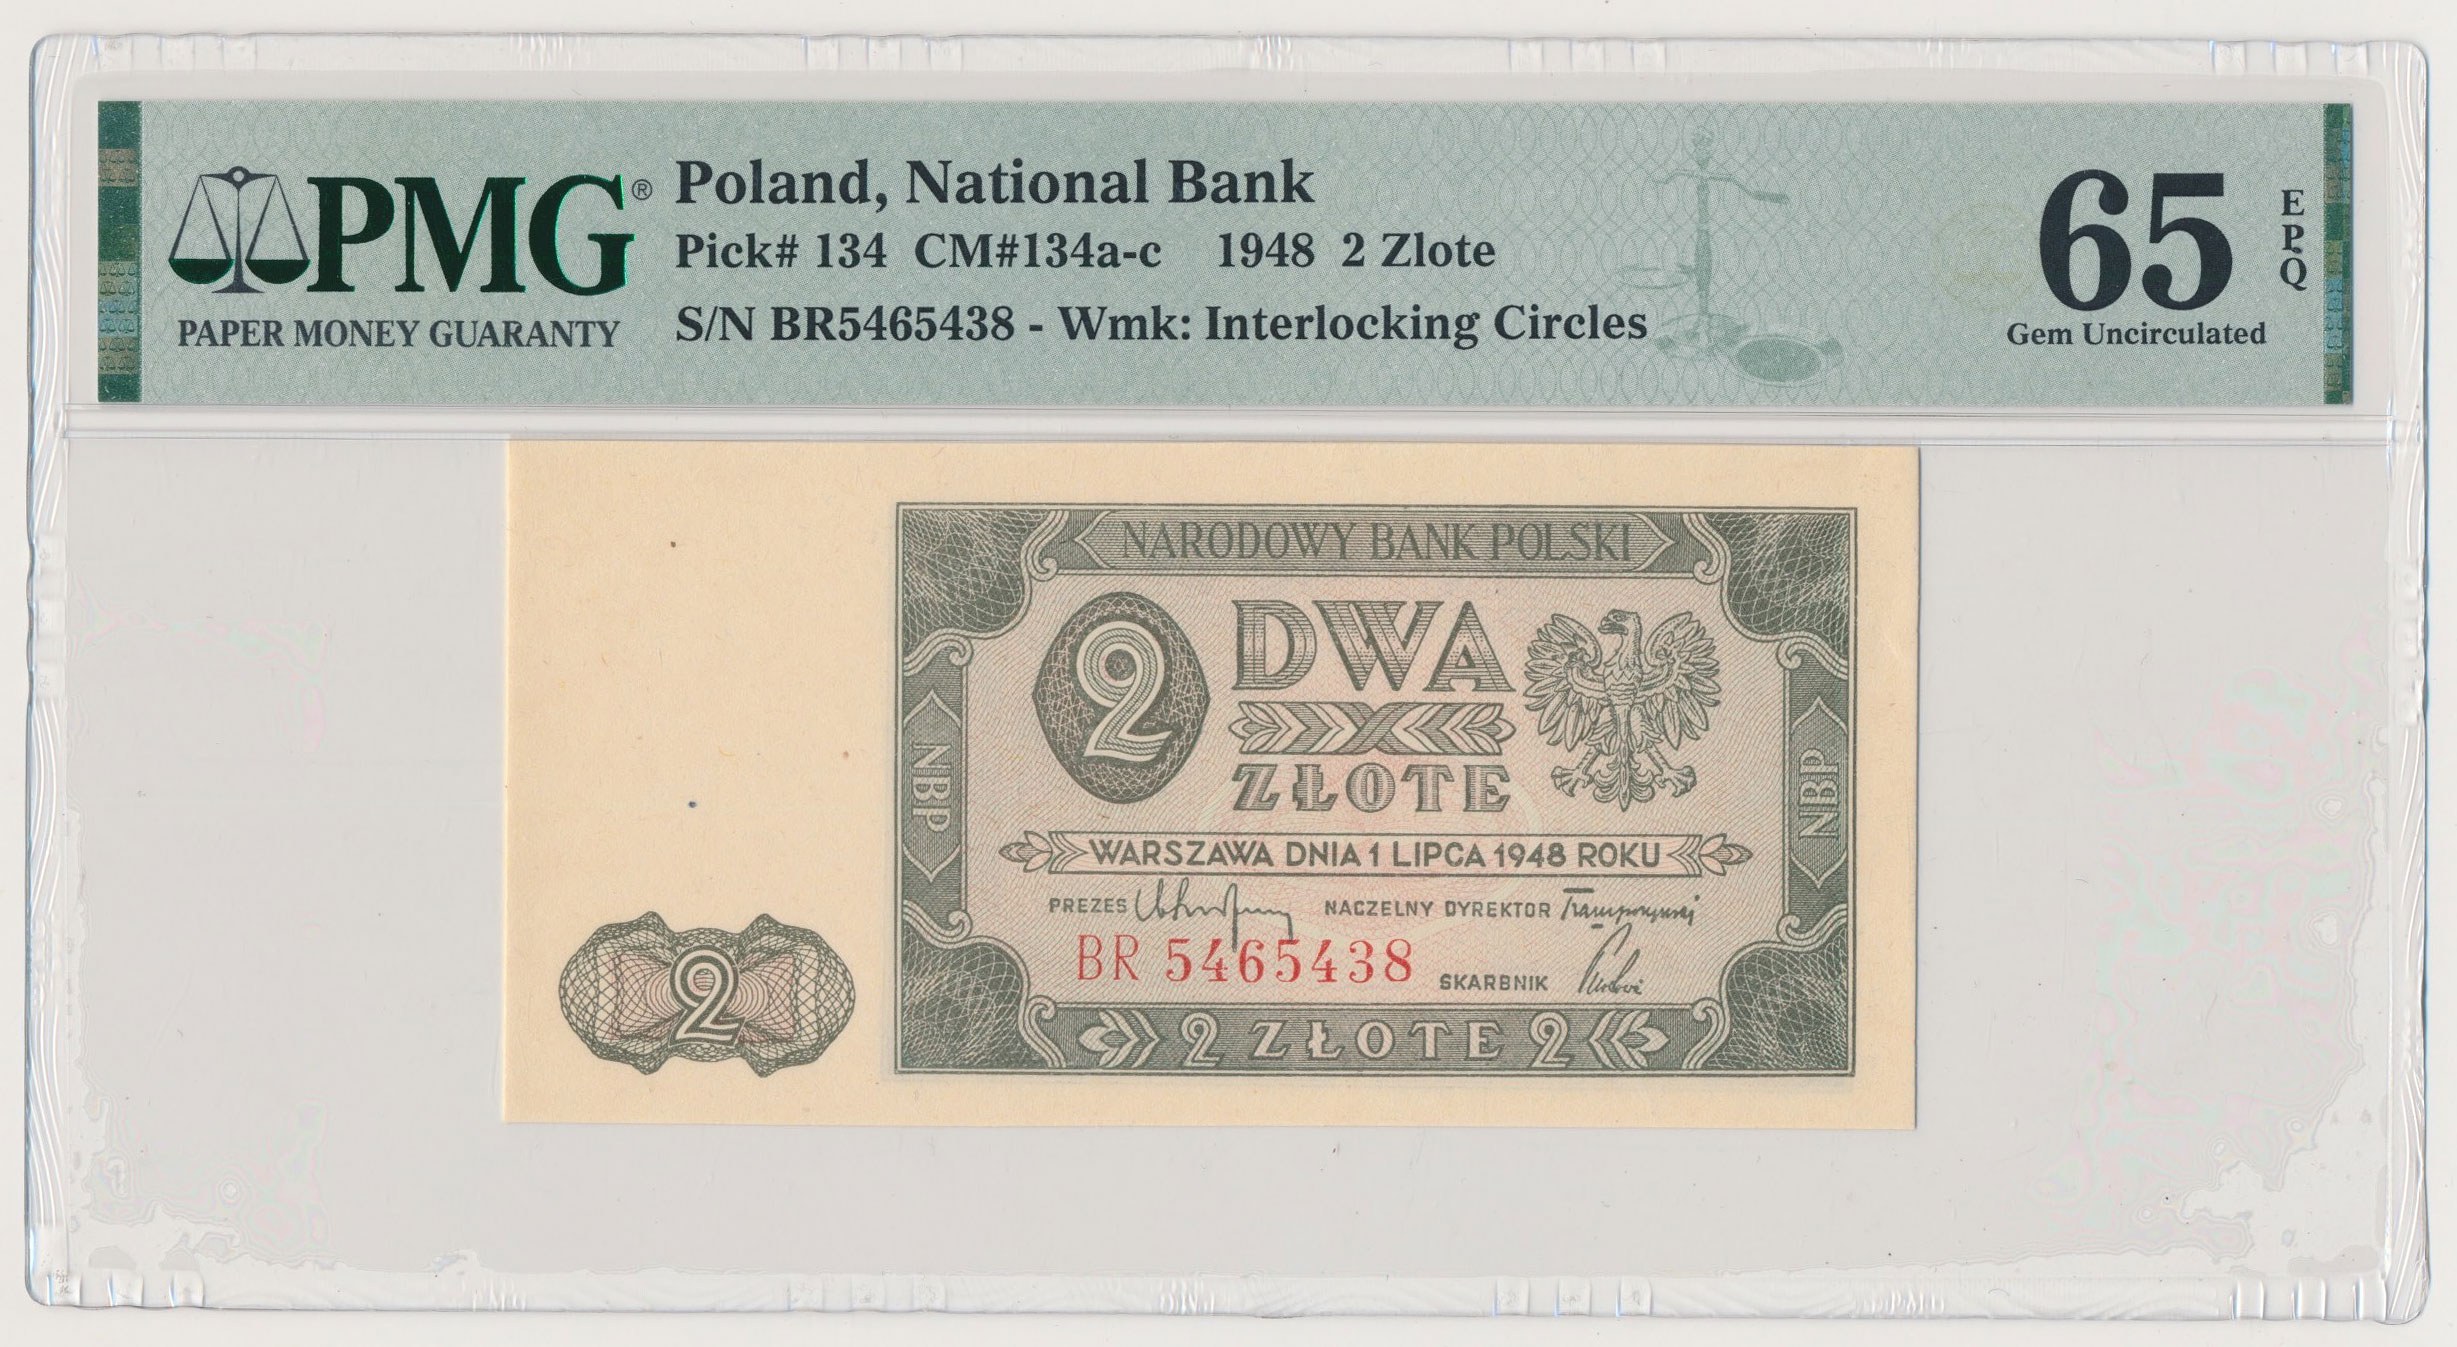 PMG®
PAPER MONEY GUARANTY
Poland, National Bank
Pick# 134 CM#134a-c 1948 2 Zlote
S/N BR5465438 - Wmk: Interlocking Circles
65
EPQ
Gem Uncirculated
NARODOWY BANK POLSKI
2
DWA
ZŁOTE
NBP
NBP
WARSZAWA DNIA 1 LIPCA 1948 ROKU
PREZES NACZELNY DYREKTOR
BR 5465438
SKARBNIK
2
2 ZŁOTE 2